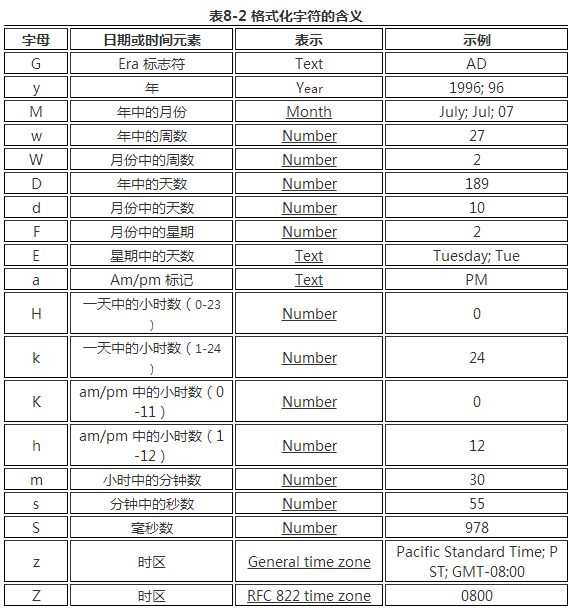 表8-2 格式化字符的含义
字母 日期或时间元素 表示 示例
G Era 标志符 Text AD
y 年 Year 1996; 96
M 年中的月份 Month July; Jul; 07
w 年中的周数 Number 27
W 月份中的周数 Number 2
D 年中的天数 Number 189
d 月份中的天数 Number 10
F 月份中的星期 Number 2
E 星期中的天数 Text Tuesday; Tue
a Am/pm 标记 Text PM
H 一天中的小时数（0-23
） Number 0
k 一天中的小时数（1-24
） Number 24
K am/pm 中的小时数（0
-11） Number 0
h am/pm 中的小时数（1
-12） Number 12
m 小时中的分钟数 Number 30
s 分钟中的秒数 Number 55
S 毫秒数 Number 978
z 时区 General time zone Pacific Standard Time; P
ST; GMT-08:00
Z 时区 RFC 822 time zone 0800